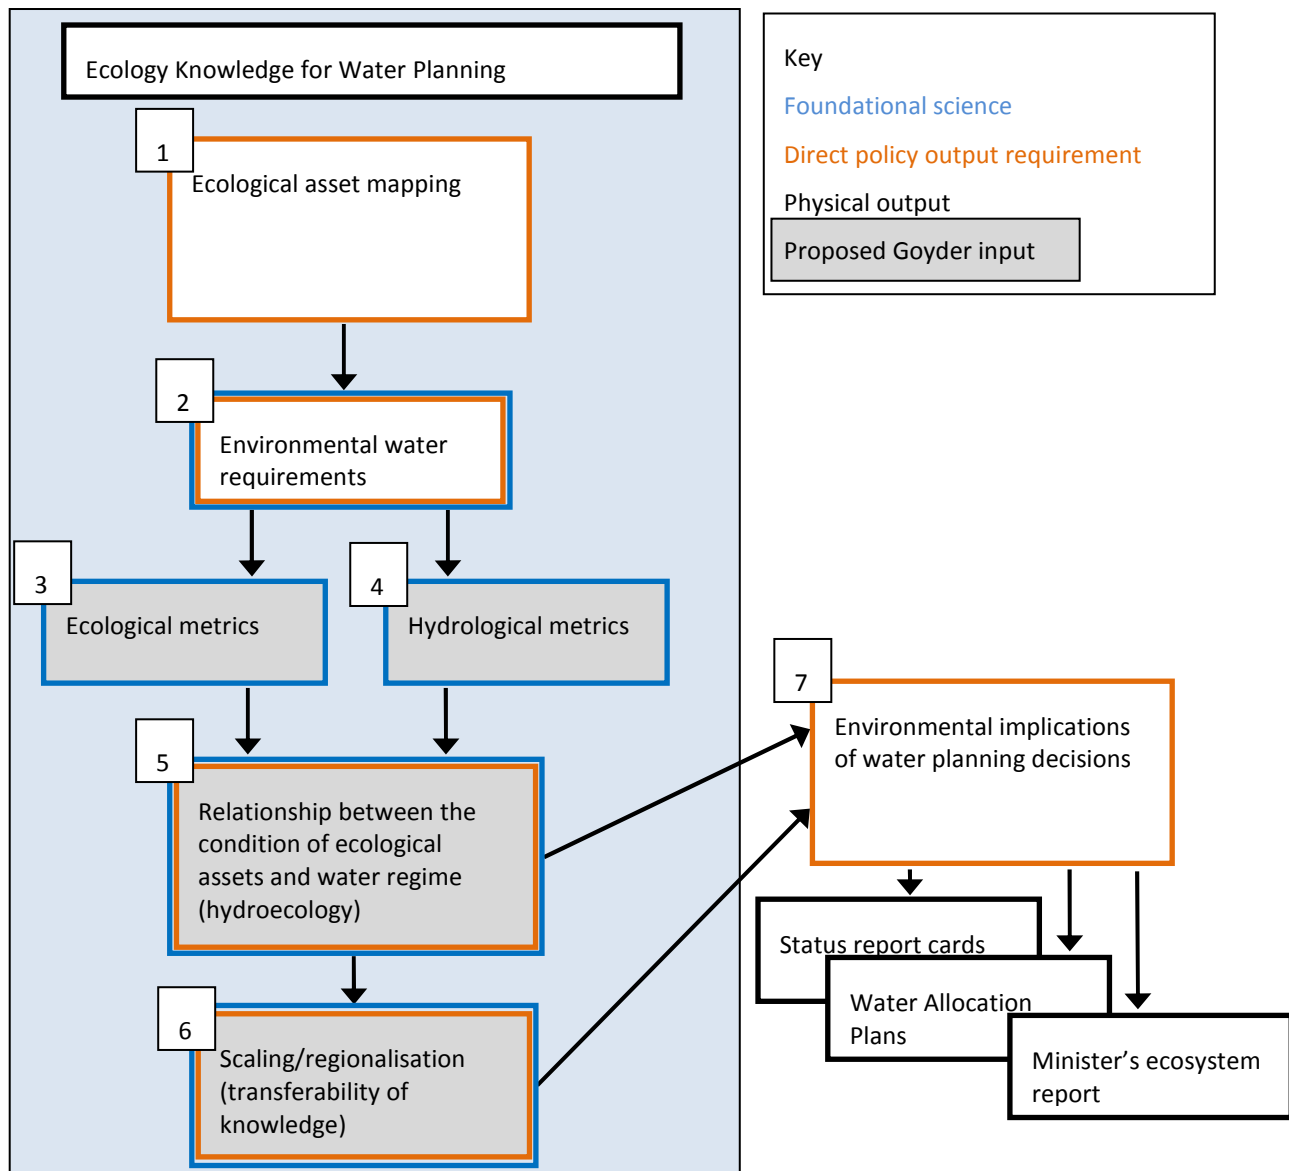 Ecology Knowledge for Water Planning
Key
Foundational science
Direct policy output requirement
Physical output
Proposed Goyder input
1
Ecological asset mapping
2
Environmental water
requirements
3
Ecological metrics
4
Hydrological metrics
5
Relationship between the
condition of ecological
assets and water regime
(hydroecology)
6
Scaling/regionalisation
(transferability of
knowledge)
7
Environmental implications
of water planning decisions
Status report cards
Water Allocation
Plans
Minister’s ecosystem
report